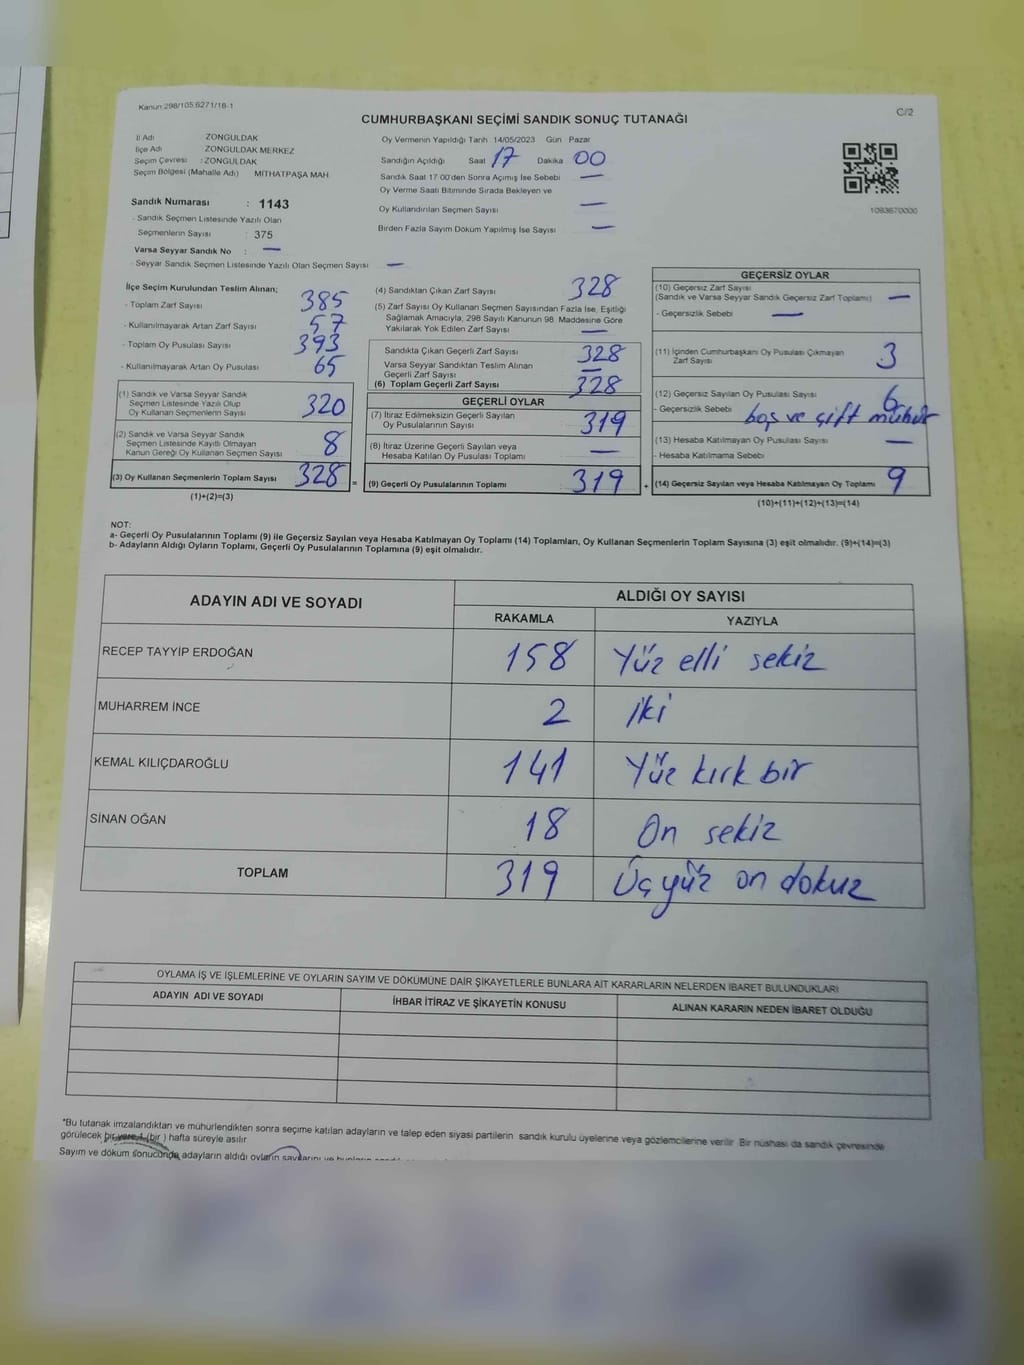 Kanun 298/105,6271/18-1
C/2
CUMHURBAŞKANI SEÇİMİ SANDIK SONUÇ TUTANAĞI
İl Adı ZONGULDAK
İlçe Adı ZONGULDAK MERKEZ
Seçim Çevresi : ZONGULDAK
Seçim Bölgesi (Mahalle Adı) MİTHATPAŞA MAH.
Sandık Numarası : 1143
- Sandık Seçmen Listesinde Yazılı Olan
Seçmenlerin Sayısı : 375
Varsa Seyyar Sandık No : —
- Seyyar Sandık Seçmen Listesinde Yazılı Olan Seçmen Sayısı —
Oy Vermenin Yapıldığı Tarih 14/05/2023 Gün Pazar
Sandığın Açıldığı Saat 17 Dakika 00
Sandık Saat 17.00'den Sonra Açımış İse Sebebi —
Oy Verme Saati Bitiminde Sırada Bekleyen ve
Oy Kullandırılan Seçmen Sayısı —
Birden Fazla Sayım Döküm Yapılmış İse Sayısı —
1093670000
İlçe Seçim Kurulundan Teslim Alınan;
- Toplam Zarf Sayısı 385
- Kullanılmayarak Artan Zarf Sayısı 57
- Toplam Oy Pusulası Sayısı 393
- Kullanılmayarak Artan Oy Pusulası 65
(1) Sandık ve Varsa Seyyar Sandık
Seçmen Listesinde Yazılı Olup
Oy Kullanan Seçmenlerin Sayısı 320
(2) Sandık ve Varsa Seyyar Sandık
Seçmen Listesinde Kayıtlı Olmayan
Kanun Gereği Oy Kullanan Seçmen Sayısı 8
(3) Oy Kullanan Seçmenlerin Toplam Sayısı 328 =
(1)+(2)=(3)
(4) Sandıktan Çıkan Zarf Sayısı 328
(5) Zarf Sayısı Oy Kullanan Seçmen Sayısından Fazla İse, Eşitliği
Sağlamak Amacıyla, 298 Sayılı Kanunun 98. Maddesine Göre
Yakılarak Yok Edilen Zarf Sayısı —
Sandıkta Çıkan Geçerli Zarf Sayısı 328
Varsa Seyyar Sandıktan Teslim Alınan
Geçerli Zarf Sayısı —
(6) Toplam Geçerli Zarf Sayısı 328
GEÇERLİ OYLAR
(7) İtiraz Edilmeksizin Geçerli Sayılan
Oy Pusulalarının Sayısı 319
(8) İtiraz Üzerine Geçerli Sayılan veya
Hesaba Katılan Oy Pusulası Toplamı —
(9) Geçerli Oy Pusulalarının Toplamı 319 +
GEÇERSİZ OYLAR
(10) Geçersiz Zarf Sayısı
(Sandık ve Varsa Seyyar Sandık Geçersiz Zarf Toplamı) —
- Geçersizlik Sebebi —
(11) İçinden Cumhurbaşkanı Oy Pusulası Çıkmayan
Zarf Sayısı 3
(12) Geçersiz Sayılan Oy Pusulası Sayısı 6
- Geçersizlik Sebebi boş ve çift mühür
(13) Hesaba Katılmayan Oy Pusulası Sayısı —
- Hesaba Katılmama Sebebi
(14) Geçersiz Sayılan veya Hesaba Katılmayan Oy Toplamı 9
(10)+(11)+(12)+(13)=(14)
NOT:
a- Geçerli Oy Pusulalarının Toplamı (9) ile Geçersiz Sayılan veya Hesaba Katılmayan Oy Toplamı (14) Toplamları, Oy Kullanan Seçmenlerin Toplam Sayısına (3) eşit olmalıdır. (9)+(14)=(3)
b- Adayların Aldığı Oyların Toplamı, Geçerli Oy Pusulalarının Toplamına (9) eşit olmalıdır.
ADAYIN ADI VE SOYADI ALDIĞI OY SAYISI
RAKAMLA YAZIYLA
RECEP TAYYİP ERDOĞAN 158 Yüz elli sekiz
MUHARREM İNCE 2 iki
KEMAL KILIÇDAROĞLU 141 Yüz kırk bir
SİNAN OĞAN 18 On sekiz
TOPLAM 319 Üçyüz on dokuz
OYLAMA İŞ VE İŞLEMLERİNE VE OYLARIN SAYIM VE DÖKÜMÜNE DAİR ŞİKAYETLERLE BUNLARA AİT KARARLARIN NELERDEN İBARET BULUNDUKLARI
ADAYIN ADI VE SOYADI İHBAR İTİRAZ VE ŞİKAYETİN KONUSU ALINAN KARARIN NEDEN İBARET OLDUĞU
*Bu tutanak imzalandıktan ve mühürlendikten sonra seçime katılan adayların ve talep eden siyasi partilerin sandık kurulu üyelerine veya gözlemcilerine verilir. Bir nüshası da sandık çevresinde
görülecek bir yere 1 (bir ) hafta süreyle asılır.
Sayım ve döküm sonucunda adayların aldığı oyların sayılarını ve